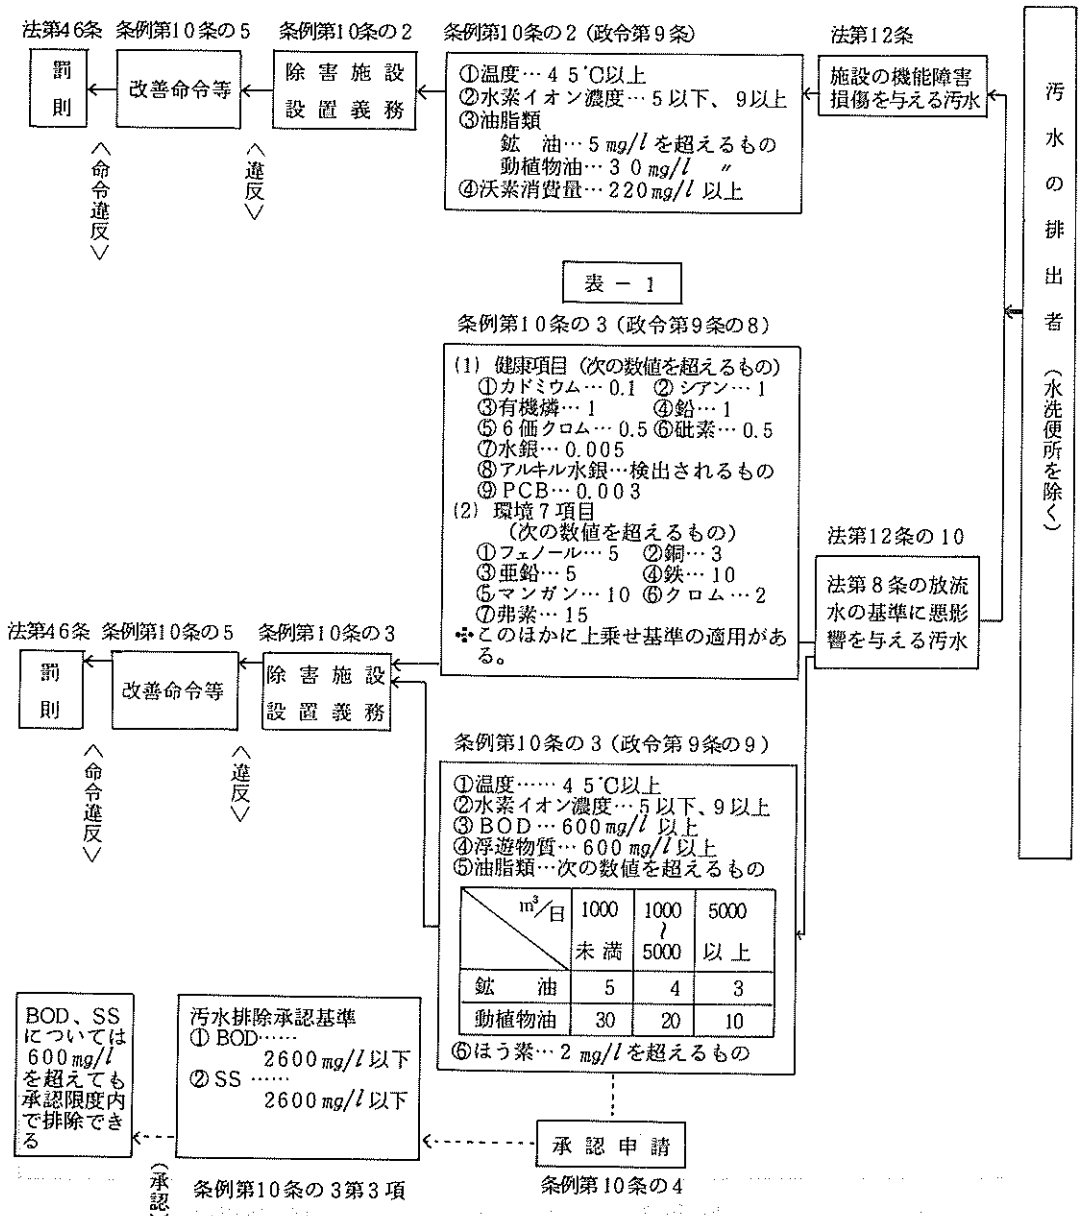 法第46条 条例第10条の5 条例第10条の2 条例第10条の2(政令第9条) 法第12条
罰則
改善命令等
除害施設
設置義務
①温度…45℃以上
②水素イオン濃度…5以下、9以上
③油脂類
鉱 油…5mg/lを超えるもの
動植物油…30mg/l 〃
④沃素消費量…220mg/l以上
施設の機能障害
損傷を与える汚水
汚水の排出者(水洗便所を除く)
〈命令違反〉
〈違反〉
表-1
条例第10条の3(政令第9条の8)
(1) 健康項目(次の数値を超えるもの)
①カドミウム…0.1 ②シアン…1
③有機燐…1 ④鉛…1
⑤6価クロム…0.5 ⑥砒素…0.5
⑦水銀…0.005
⑧アルキル水銀…検出されるもの
⑨PCB…0.003
(2) 環境7項目
(次の数値を超えるもの)
①フェノール…5 ②銅…3
③亜鉛…5 ④鉄…10
⑤マンガン…10 ⑥クロム…2
⑦弗素…15
このほかに上乗せ基準の適用があ
る。
法第12条の10
法第8条の放流
水の基準に悪影
響を与える汚水
法第46条 条例第10条の5 条例第10条の3
罰則
改善命令等
除害施設
設置義務
〈命令違反〉
〈違反〉
条例第10条の3(政令第9条の9)
①温度……45℃以上
②水素イオン濃度…5以下、9以上
③BOD…600mg/l以上
④浮遊物質…600mg/l以上
⑤油脂類…次の数値を超えるもの
m³/日 1000未満 1000~5000 5000以上
鉱 油 5 4 3
動植物油 30 20 10
⑥ほう素…2mg/lを超えるもの
BOD、SS
については
600mg/l
を超えても
承認限度内
で排除でき
る
汚水排除承認基準
①BOD……
2600mg/l以下
②SS……
2600mg/l以下
承認申請
(承認)
条例第10条の3第3項
条例第10条の4